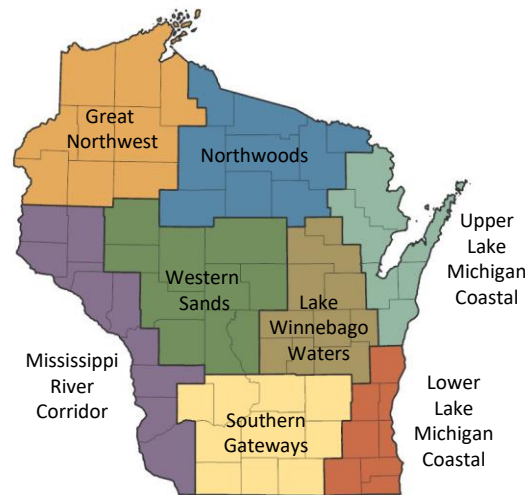 Great
Northwest
Northwoods
Upper
Lake
Michigan
Coastal
Western
Sands
Lake
Winnebago
Waters
Mississippi
River
Corridor
Lower
Lake
Michigan
Coastal
Southern
Gateways